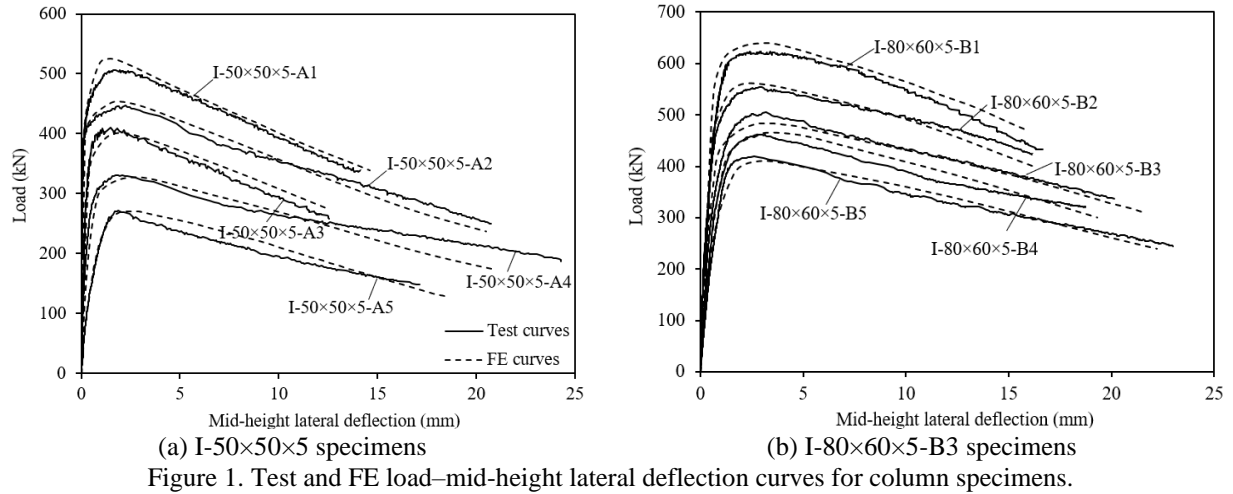 600
500
400
300
200
100
0
Load (kN)
0 5 10 15 20 25
Mid-height lateral deflection (mm)
I-50×50×5-A1
I-50×50×5-A2
I-50×50×5-A3
I-50×50×5-A4
I-50×50×5-A5
Test curves
FE curves
(a) I-50×50×5 specimens
700
600
500
400
300
200
100
0
Load (kN)
0 5 10 15 20 25
Mid-height lateral deflection (mm)
I-80×60×5-B1
I-80×60×5-B2
I-80×60×5-B3
I-80×60×5-B4
I-80×60×5-B5
(b) I-80×60×5-B3 specimens
Figure 1. Test and FE load–mid-height lateral deflection curves for column specimens.